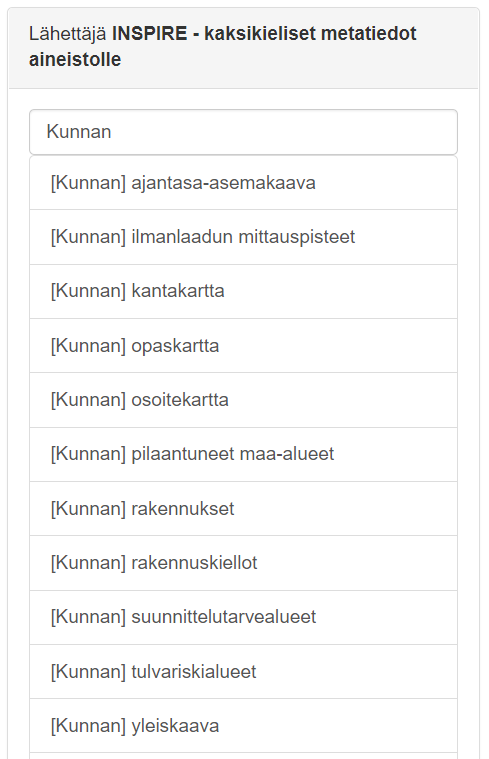 Lähettäjä INSPIRE - kaksikieliset metatiedot
aineistolle
Kunnan
[Kunnan] ajantasa-asemakaava
[Kunnan] ilmanlaadun mittauspisteet
[Kunnan] kantakartta
[Kunnan] opaskartta
[Kunnan] osoitekartta
[Kunnan] pilaantuneet maa-alueet
[Kunnan] rakennukset
[Kunnan] rakennuskiellot
[Kunnan] suunnittelutarvealueet
[Kunnan] tulvariskialueet
[Kunnan] yleiskaava